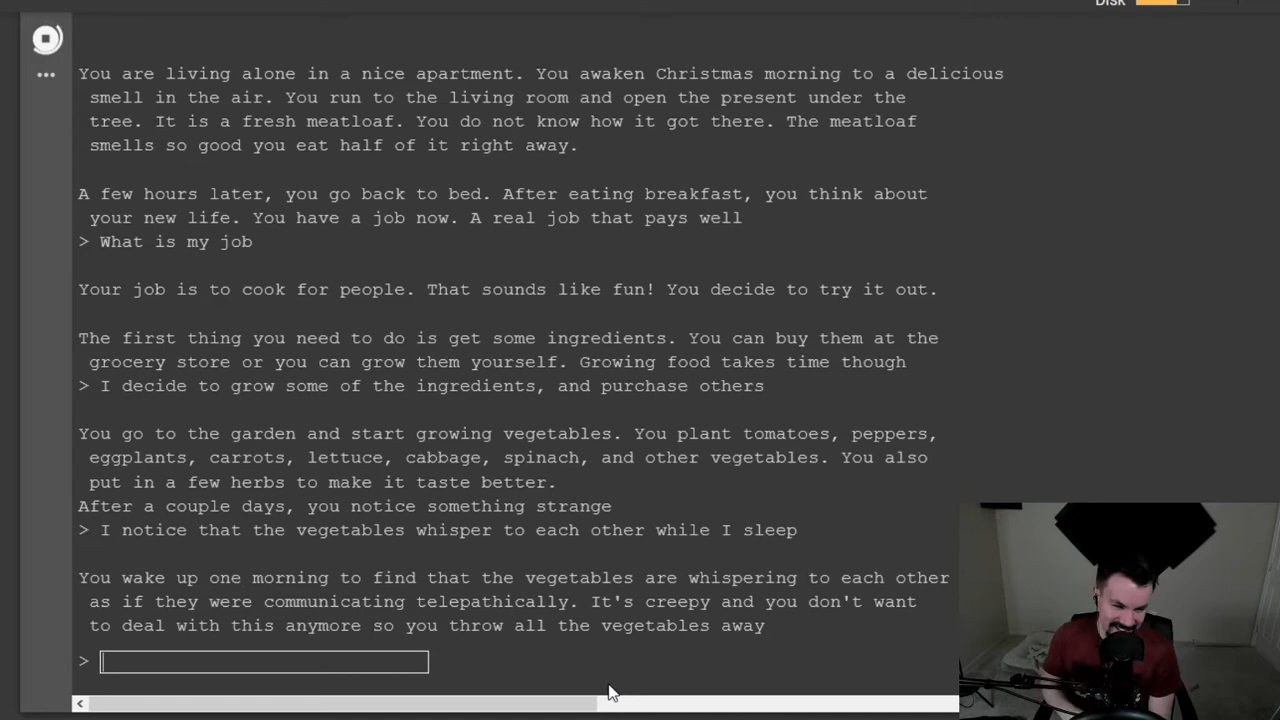 Disk
You are living alone in a nice apartment. You awaken Christmas morning to a delicious
smell in the air. You run to the living room and open the present under the
tree. It is a fresh meatloaf. You do not know how it got there. The meatloaf
smells so good you eat half of it right away.
A few hours later, you go back to bed. After eating breakfast, you think about
your new life. You have a job now. A real job that pays well
> What is my job
Your job is to cook for people. That sounds like fun! You decide to try it out.
The first thing you need to do is get some ingredients. You can buy them at the
grocery store or you can grow them yourself. Growing food takes time though
> I decide to grow some of the ingredients, and purchase others
You go to the garden and start growing vegetables. You plant tomatoes, peppers,
eggplants, carrots, lettuce, cabbage, spinach, and other vegetables. You also
put in a few herbs to make it taste better.
After a couple days, you notice something strange
> I notice that the vegetables whisper to each other while I sleep
You wake up one morning to find that the vegetables are whispering to each other
as if they were communicating telepathically. It's creepy and you don't want
to deal with this anymore so you throw all the vegetables away
>